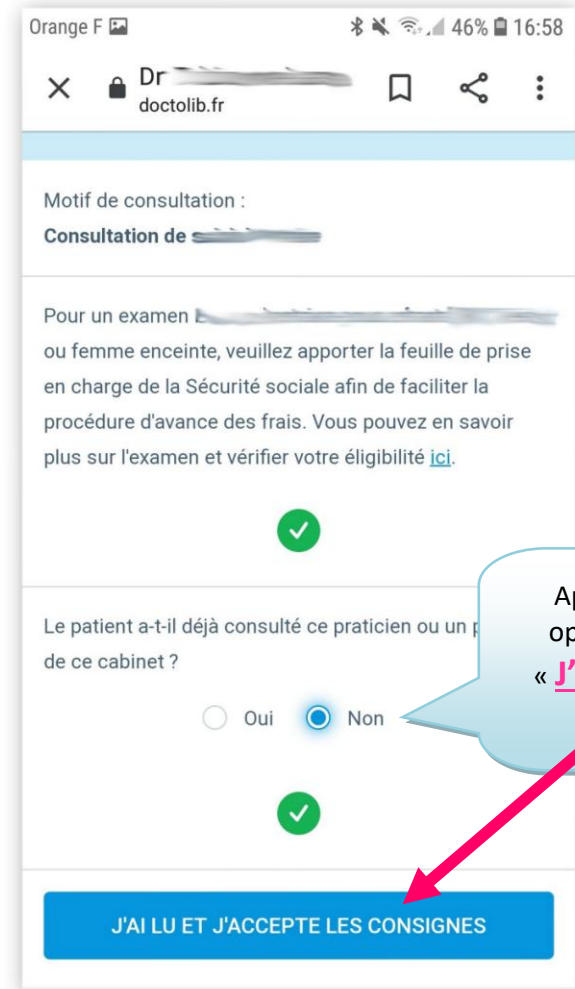 Orange F 46% 16:58
Dr
doctolib.fr
Motif de consultation :
Consultation de
Pour un examen
ou femme enceinte, veuillez apporter la feuille de prise
en charge de la Sécurité sociale afin de faciliter la
procédure d'avance des frais. Vous pouvez en savoir
plus sur l'examen et vérifier votre éligibilité ici.
Le patient a-t-il déjà consulté ce praticien ou un
de ce cabinet ?
Oui Non
«
J'AI LU ET J'ACCEPTE LES CONSIGNES